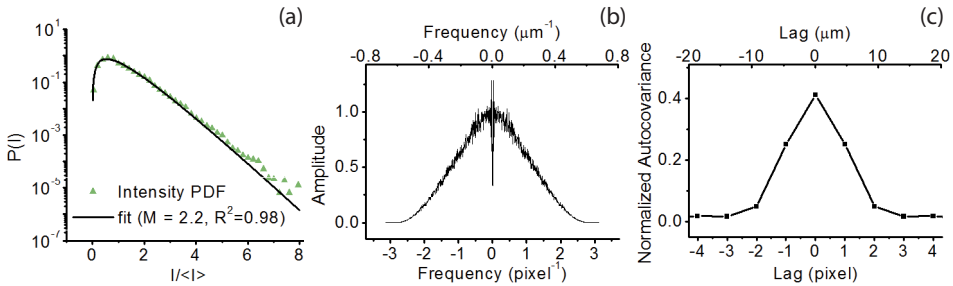 (a)
10¹
10⁻¹
10⁻³
10⁻⁵
10⁻⁷
P(I)
Intensity PDF
fit (M = 2.2, R²=0.98)
0 2 4 6 8
I/<I>
(b)
Frequency (μm⁻¹)
-0.8 -0.4 0.0 0.4 0.8
1.0
0.5
0.0
Amplitude
-3 -2 -1 0 1 2 3
Frequency (pixel⁻¹)
(c)
Lag (μm)
-20 -10 0 10 20
0.4
0.2
0.0
Normalized Autocovariance
-4 -3 -2 -1 0 1 2 3 4
Lag (pixel)